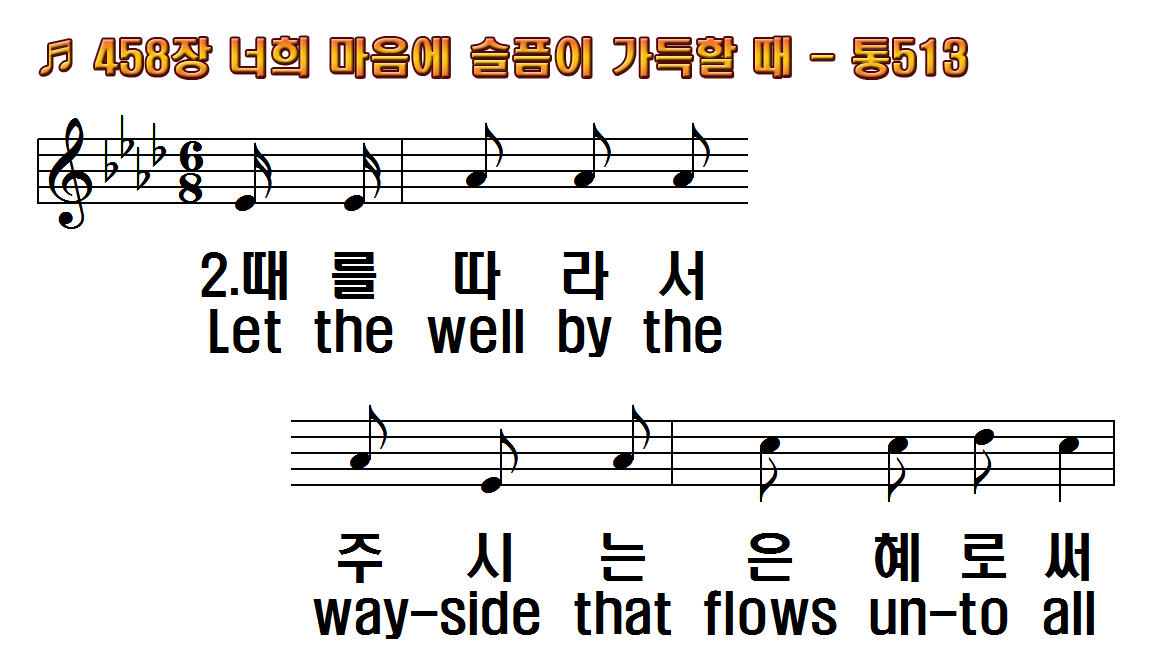 ♬ 458장 너희 마음에 슬픔이 가득할 때 - 통513
6
8
2.때 를 따 라 서
Let the well by the
주 시 는 은 혜 로 써
way-side that flows un-to all